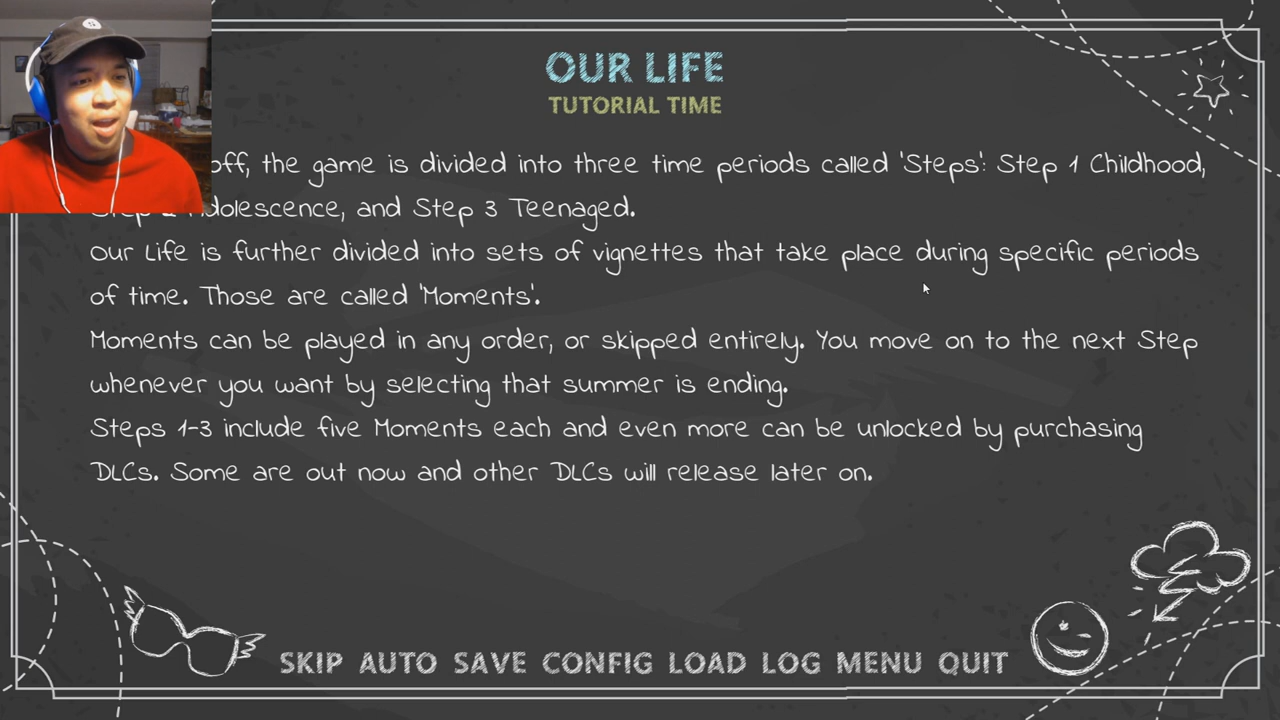 OUR LIFE
TUTORIAL TIME
off, the game is divided into three time periods called 'Steps': Step 1 Childhood,
Step 2 Adolescence, and Step 3 Teenaged.
Our Life is further divided into sets of vignettes that take place during specific periods
of time. Those are called 'Moments'.
Moments can be played in any order, or skipped entirely. You move on to the next Step
whenever you want by selecting that summer is ending.
Steps 1-3 include five Moments each and even more can be unlocked by purchasing
DLCs. Some are out now and other DLCs will release later on.
SKIP AUTO SAVE CONFIG LOAD LOG MENU QUIT